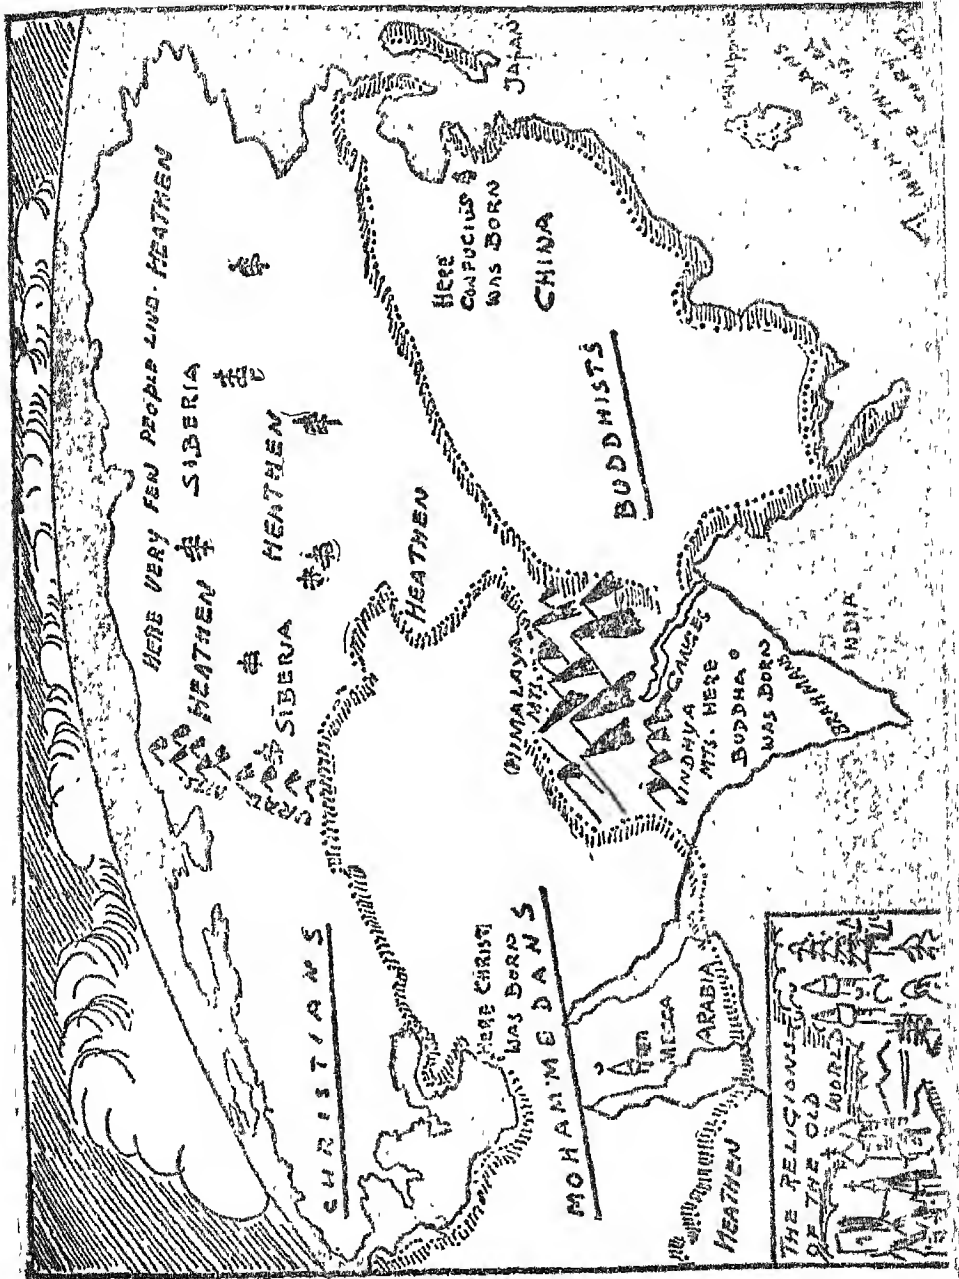 HERE VERY FEW PEOPLE LIVE. HEATHEN
HEATHEN
SIBERIA
HEATHEN
URAL
MTS
SIBERIA
HEATHEN
CHRISTIANS
HERE CHRIST
WAS BORN
MOHAMMEDANS
MECCA
ARABIA
HEATHEN
HIMALAYA
MT.
GANGES
VINDHYA
MTS. HERE
BUDDHA
WAS BORN
BRAHMANS
INDIA
BUDDHISTS
HERE
CONFUCIUS
WAS BORN
CHINA
JAPAN
PHILIPPINES
THE RELIGIONS
OF THE OLD
WORLD